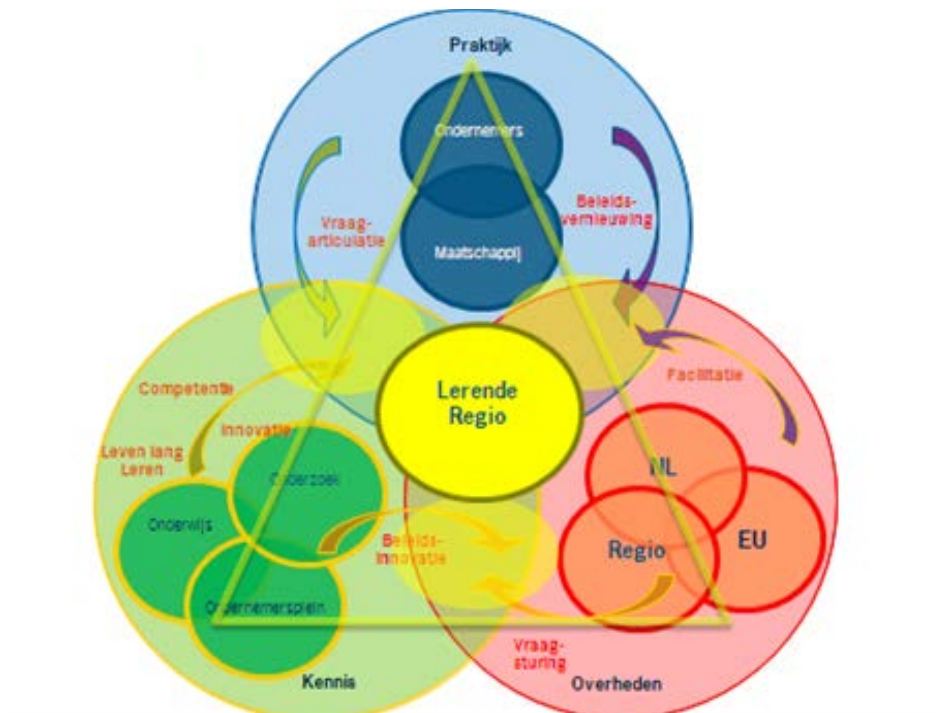 Praktijk
Ondernemers
Vraag-
articulatie
Beleids-
vernieuwing
Maatschappij
Lerende
Regio
Competentie
Innovatie
Leven lang
Leren
Facilitatie
Onderzoek
Onderwijs
Ondernemersplein
Beleids-
innovatie
NL
Regio
EU
Vraag-
sturing
Kennis
Overheden